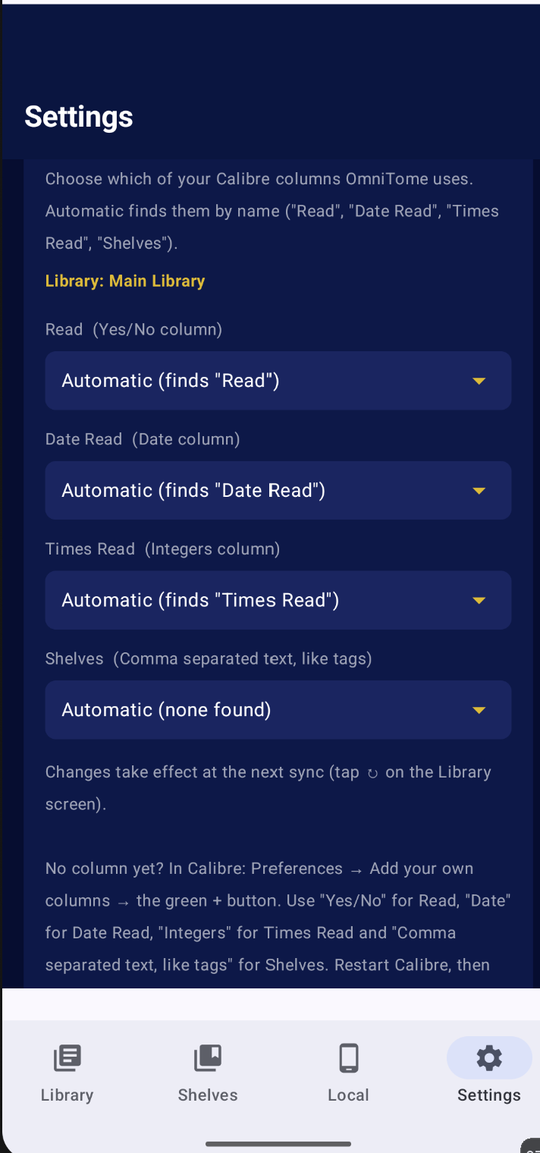 Settings
Choose which of your Calibre columns OmniTome uses.
Automatic finds them by name ("Read", "Date Read", "Times
Read", "Shelves").
Library: Main Library
Read (Yes/No column)
Automatic (finds "Read")
Date Read (Date column)
Automatic (finds "Date Read")
Times Read (Integers column)
Automatic (finds "Times Read")
Shelves (Comma separated text, like tags)
Automatic (none found)
Changes take effect at the next sync (tap ↻ on the Library
screen).
No column yet? In Calibre: Preferences → Add your own
columns → the green + button. Use "Yes/No" for Read, "Date"
for Date Read, "Integers" for Times Read and "Comma
separated text, like tags" for Shelves. Restart Calibre, then
Library Shelves Local Settings